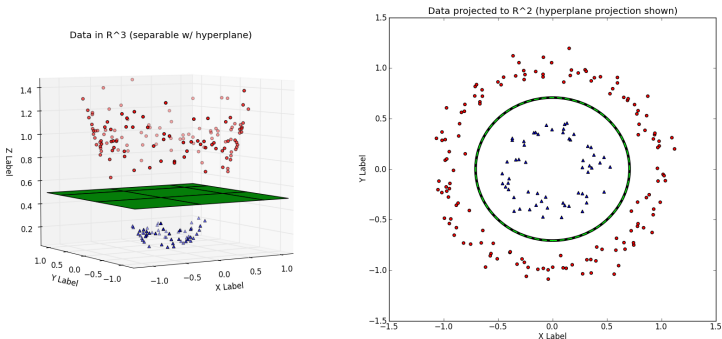 Data in R^3 (separable w/ hyperplane)
Z Label
1.4
1.2
1.0
0.8
0.6
0.4
0.2
1.0 0.5 0.0 −0.5 −1.0
Y Label
−1.0 −0.5 0.0 0.5 1.0
X Label
Data projected to R^2 (hyperplane projection shown)
Y Label
1.5
1.0
0.5
0.0
−0.5
−1.0
−1.5
−1.5 −1.0 −0.5 0.0 0.5 1.0 1.5
X Label